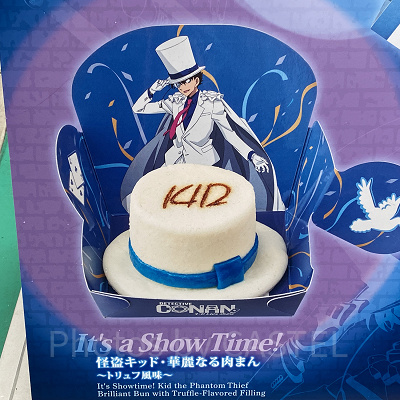 KID
DETECTIVE
CONAN
It's a Show Time!
怪盗キッド・華麗なる肉まん
～トリュフ風味～
It's Showtime! Kid the Phantom Thief
Brilliant Bun with Truffle-Flavored Filling